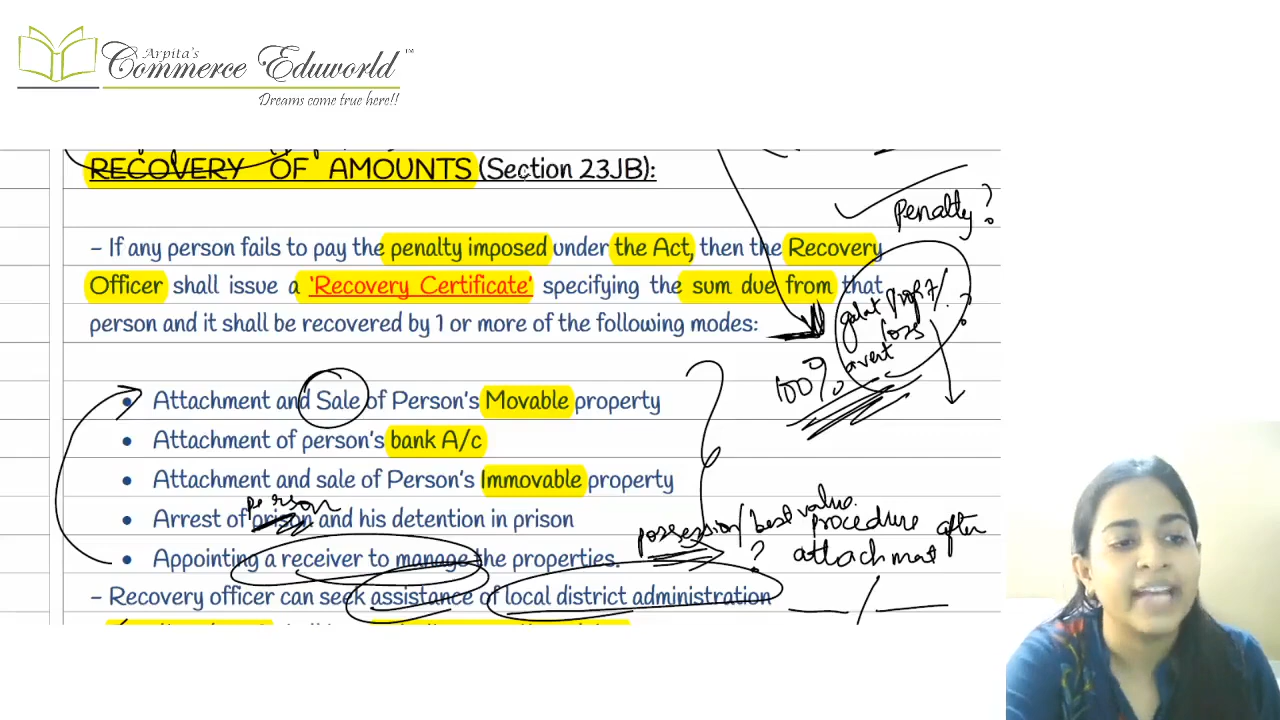 Arpita's
Commerce Eduworld™
Dreams come true here!!
RECOVERY OF AMOUNTS (Section 23JB):
Penalty?
– If any person fails to pay the penalty imposed under the Act, then the Recovery
Officer shall issue a 'Recovery Certificate' specifying the sum due from that
person and it shall be recovered by 1 or more of the following modes:
galat profit/
loss
avert
?
100%
• Attachment and Sale of Person's Movable property
• Attachment of person's bank A/c
• Attachment and sale of Person's Immovable property
person
• Arrest of prison and his detention in prison
possession/best value.
procedure after
attachment
?
• Appointing a receiver to manage the properties.
– Recovery officer can seek assistance of local district administration